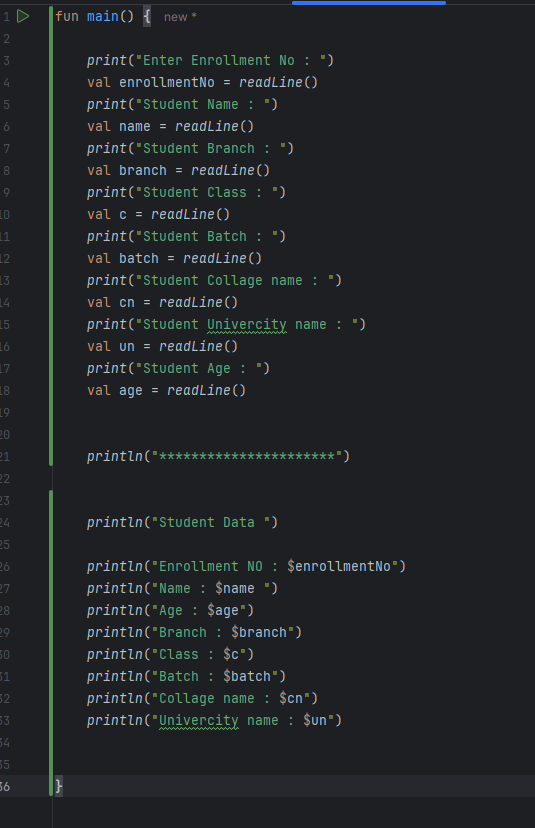 1 fun main() { new *
2
3 print("Enter Enrollment No : ")
4 val enrollmentNo = readLine()
5 print("Student Name : ")
6 val name = readLine()
7 print("Student Branch : ")
8 val branch = readLine()
9 print("Student Class : ")
10 val c = readLine()
11 print("Student Batch : ")
12 val batch = readLine()
13 print("Student Collage name : ")
14 val cn = readLine()
15 print("Student Univercity name : ")
16 val un = readLine()
17 print("Student Age : ")
18 val age = readLine()
19
20
21 println("**********************")
22
23
24 println("Student Data ")
25
26 println("Enrollment NO : $enrollmentNo")
27 println("Name : $name ")
28 println("Age : $age")
29 println("Branch : $branch")
30 println("Class : $c")
31 println("Batch : $batch")
32 println("Collage name : $cn")
33 println("Univercity name : $un")
34
35
36 }